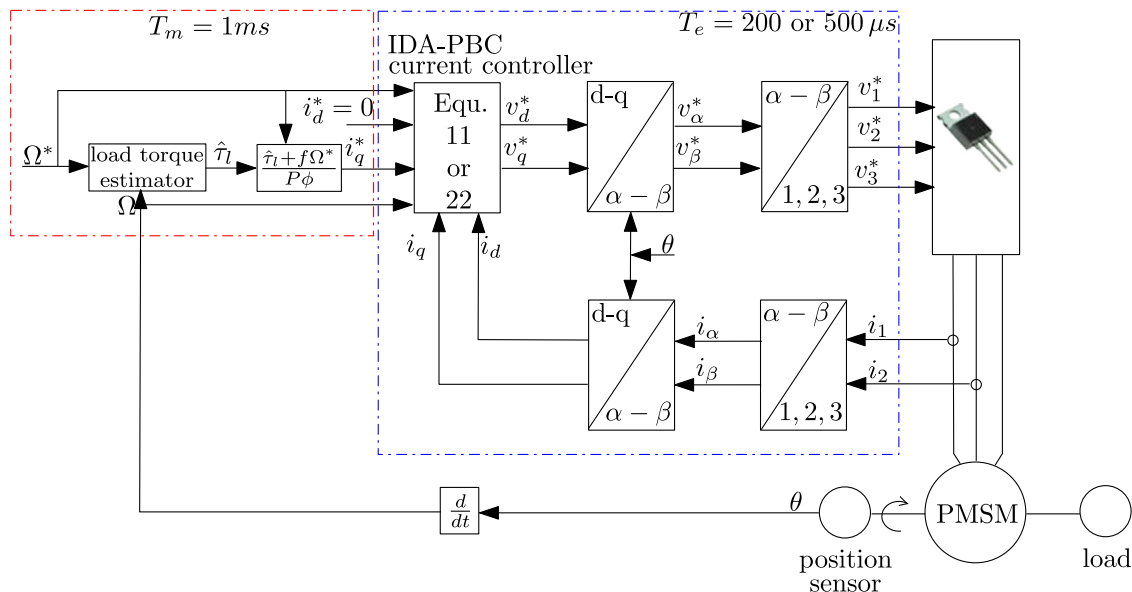 T_m = 1ms
T_e = 200 or 500 μs
IDA-PBC
current controller
Ω*
load torque
estimator
τ̂_l
(τ̂_l + fΩ*)/(Pφ)
i_d* = 0
i_q*
Ω
Equ.
11
or
22
v_d*
v_q*
d-q
α − β
v_α*
v_β*
α − β
1, 2, 3
v_1*
v_2*
v_3*
i_q
i_d
θ
d-q
α − β
i_α
i_β
α − β
1, 2, 3
i_1
i_2
d/dt
θ
PMSM
position
sensor
load